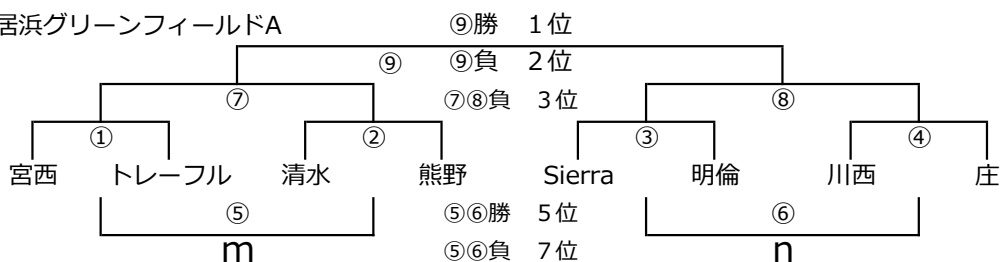 居浜グリーンフィールドA ⑨勝 1位
⑨ ⑨負 2位
⑦ ⑦⑧負 3位 ⑧
① ② ③ ④
宮西 トレーフル 清水 熊野 Sierra 明倫 川西 庄
⑤ ⑤⑥勝 5位 ⑥
m ⑤⑥負 7位 n